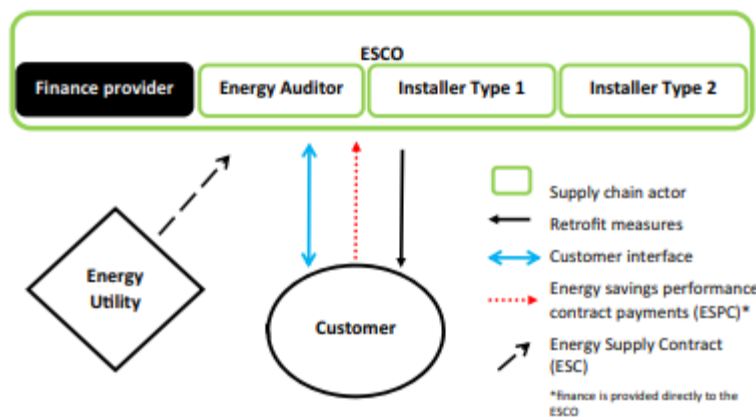 ESCO
Finance provider
Energy Auditor
Installer Type 1
Installer Type 2
Energy
Utility
Customer
Supply chain actor
Retrofit measures
Customer interface
Energy savings performance
contract payments (ESPC)*
Energy Supply Contract
(ESC)
*finance is provided directly to the
ESCO